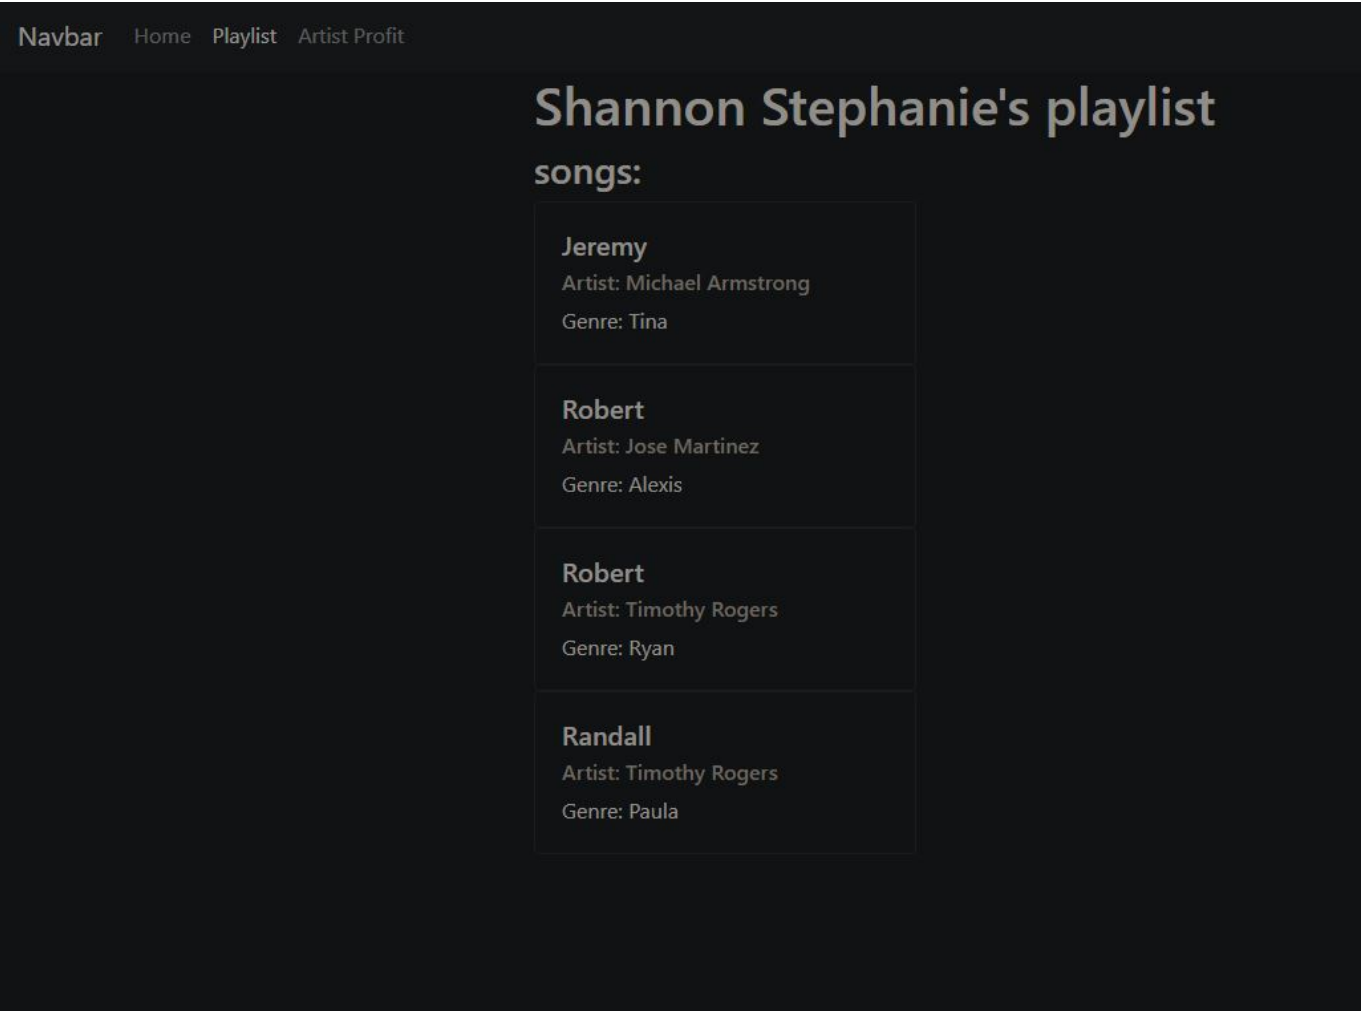 Navbar Home Playlist Artist Profit
Shannon Stephanie's playlist
songs:
Jeremy
Artist: Michael Armstrong
Genre: Tina
Robert
Artist: Jose Martinez
Genre: Alexis
Robert
Artist: Timothy Rogers
Genre: Ryan
Randall
Artist: Timothy Rogers
Genre: Paula